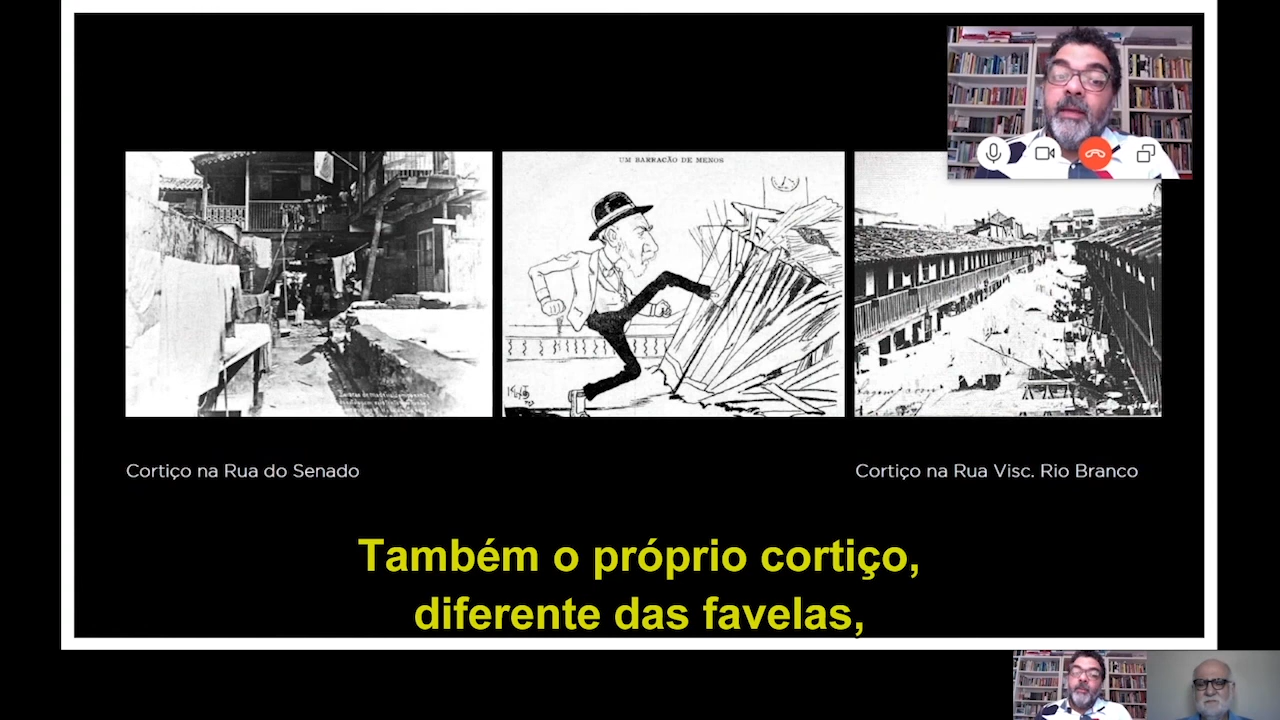 UM BARRACÃO DE MENOS
Cortiço na Rua do Senado
Cortiço na Rua Visc. Rio Branco
Também o próprio cortiço,
diferente das favelas,